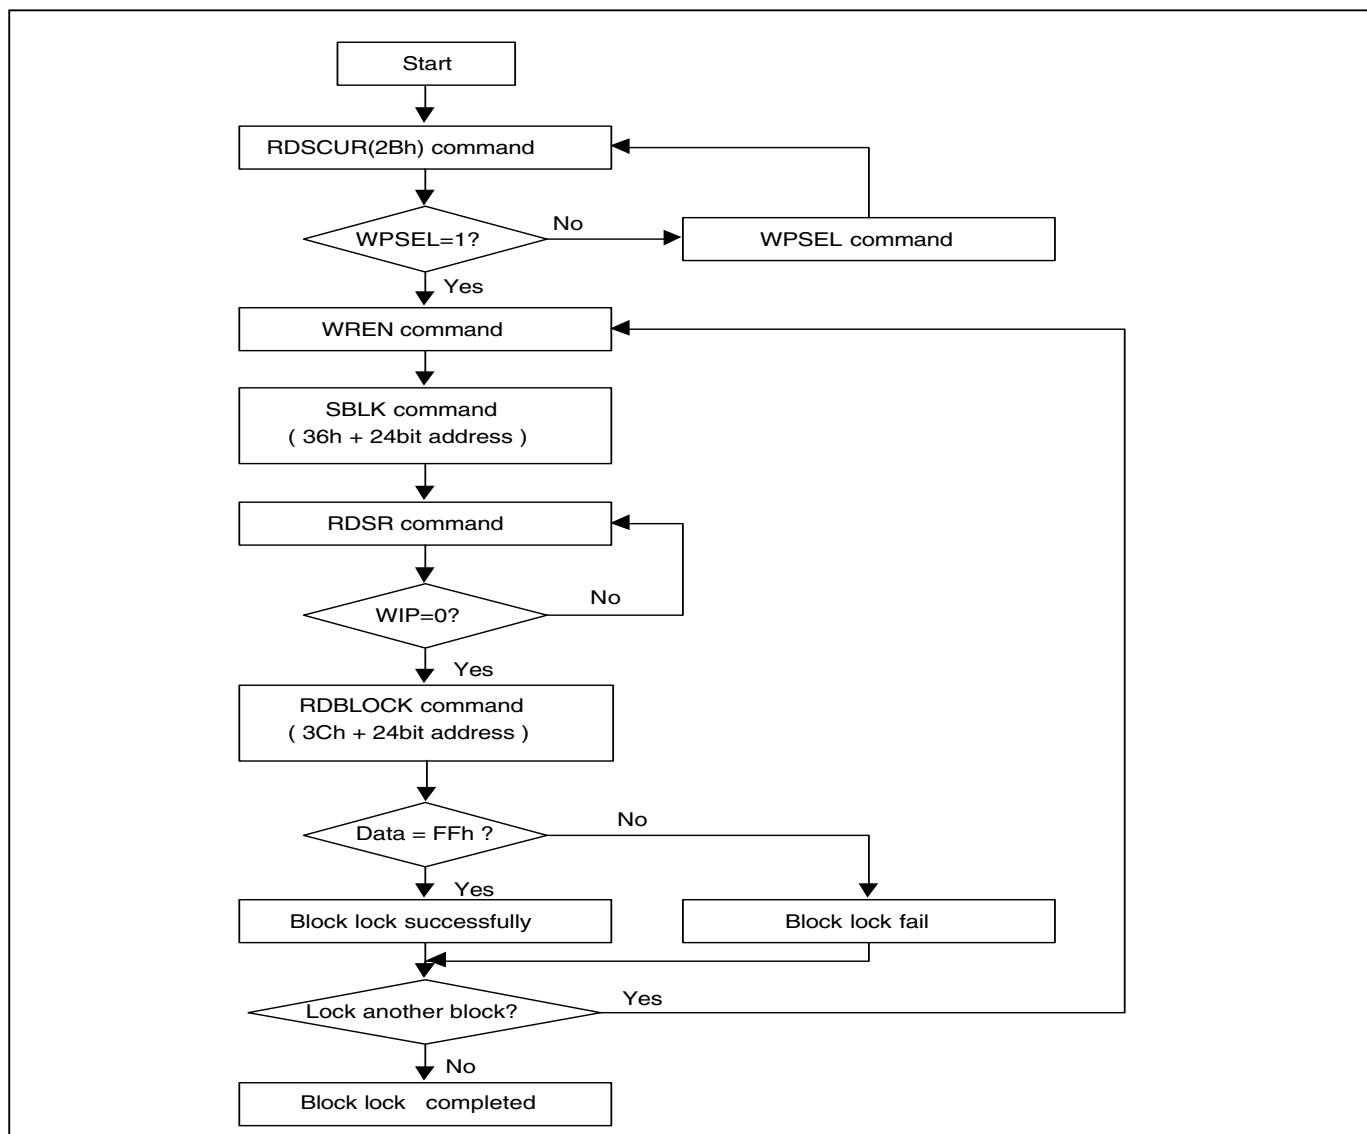 Start
RDSCUR(2Bh) command
WPSEL=1?
No
WPSEL command
Yes
WREN command
SBLK command
( 36h + 24bit address )
RDSR command
WIP=0?
No
Yes
RDBLOCK command
( 3Ch + 24bit address )
Data = FFh ?
No
Yes
Block lock successfully
Block lock fail
Lock another block?
Yes
No
Block lock completed